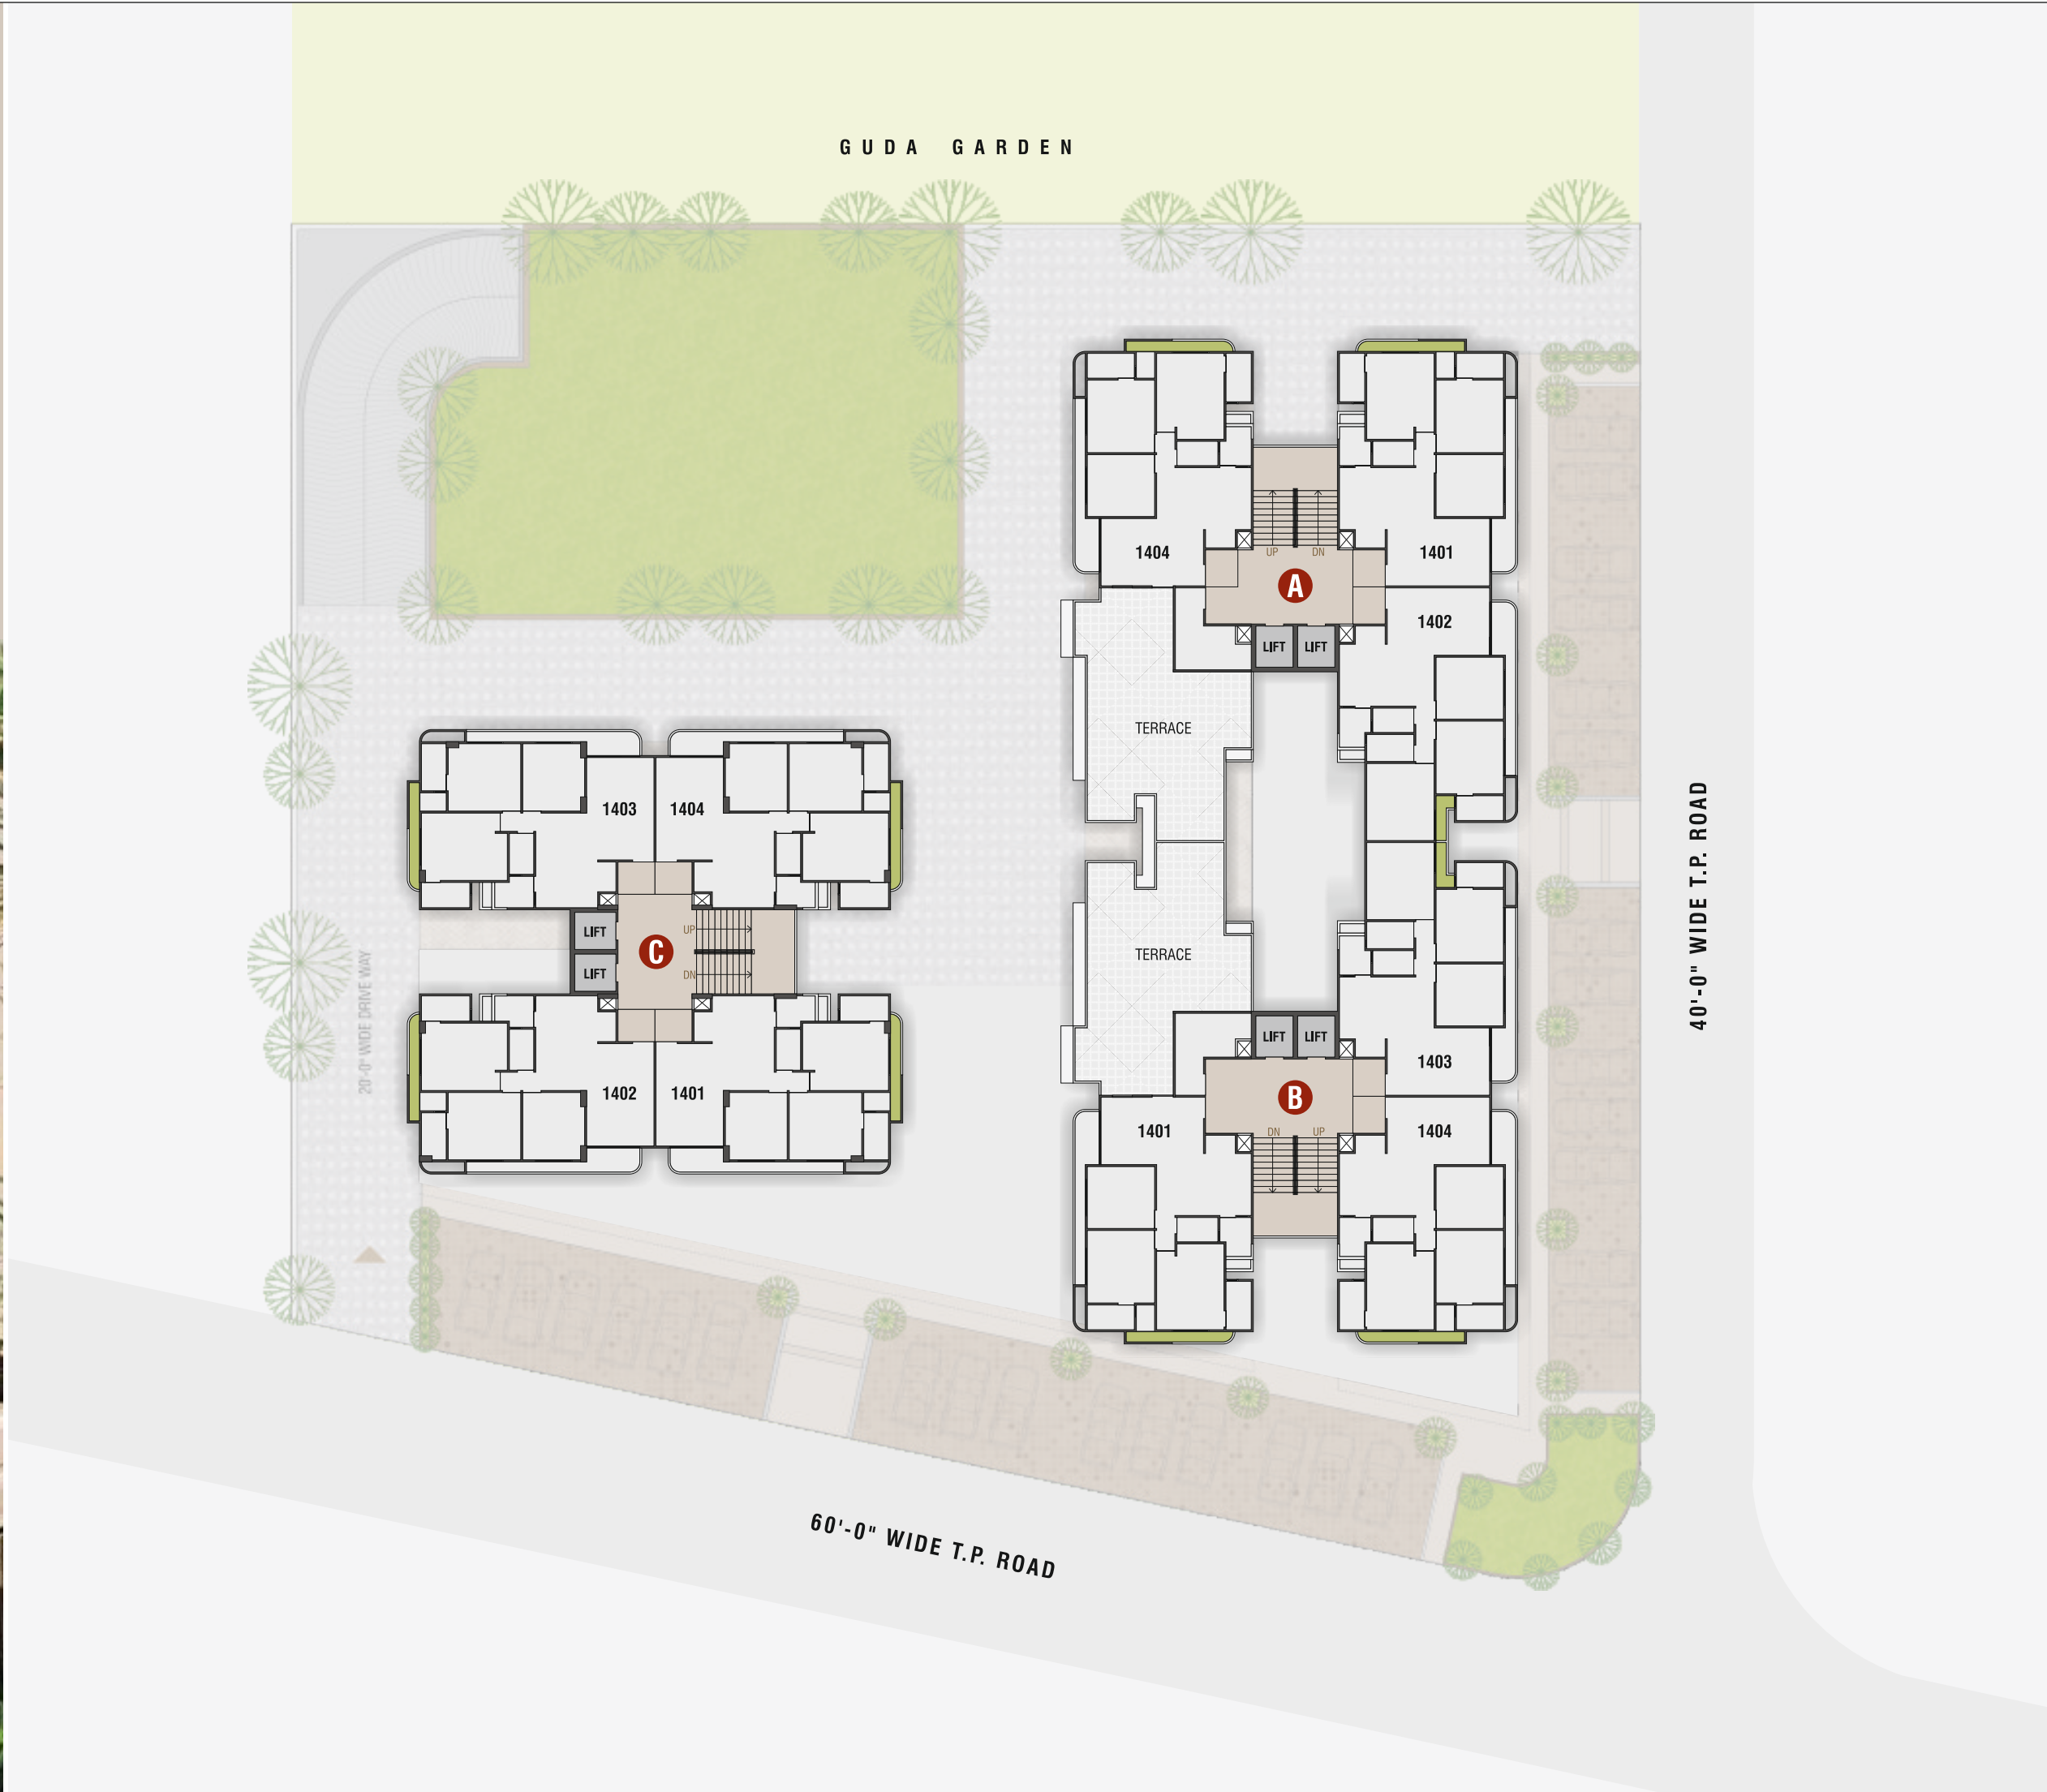 GUDA GARDEN
1404
UP
DN
1401
A
1402
LIFT
LIFT
TERRACE
1403
1404
LIFT
LIFT
C
UP
DN
1402
1401
TERRACE
LIFT
LIFT
1403
B
1401
DN
UP
1404
20'-0" WIDE DRIVE WAY
40'-0" WIDE T.P. ROAD
60'-0" WIDE T.P. ROAD